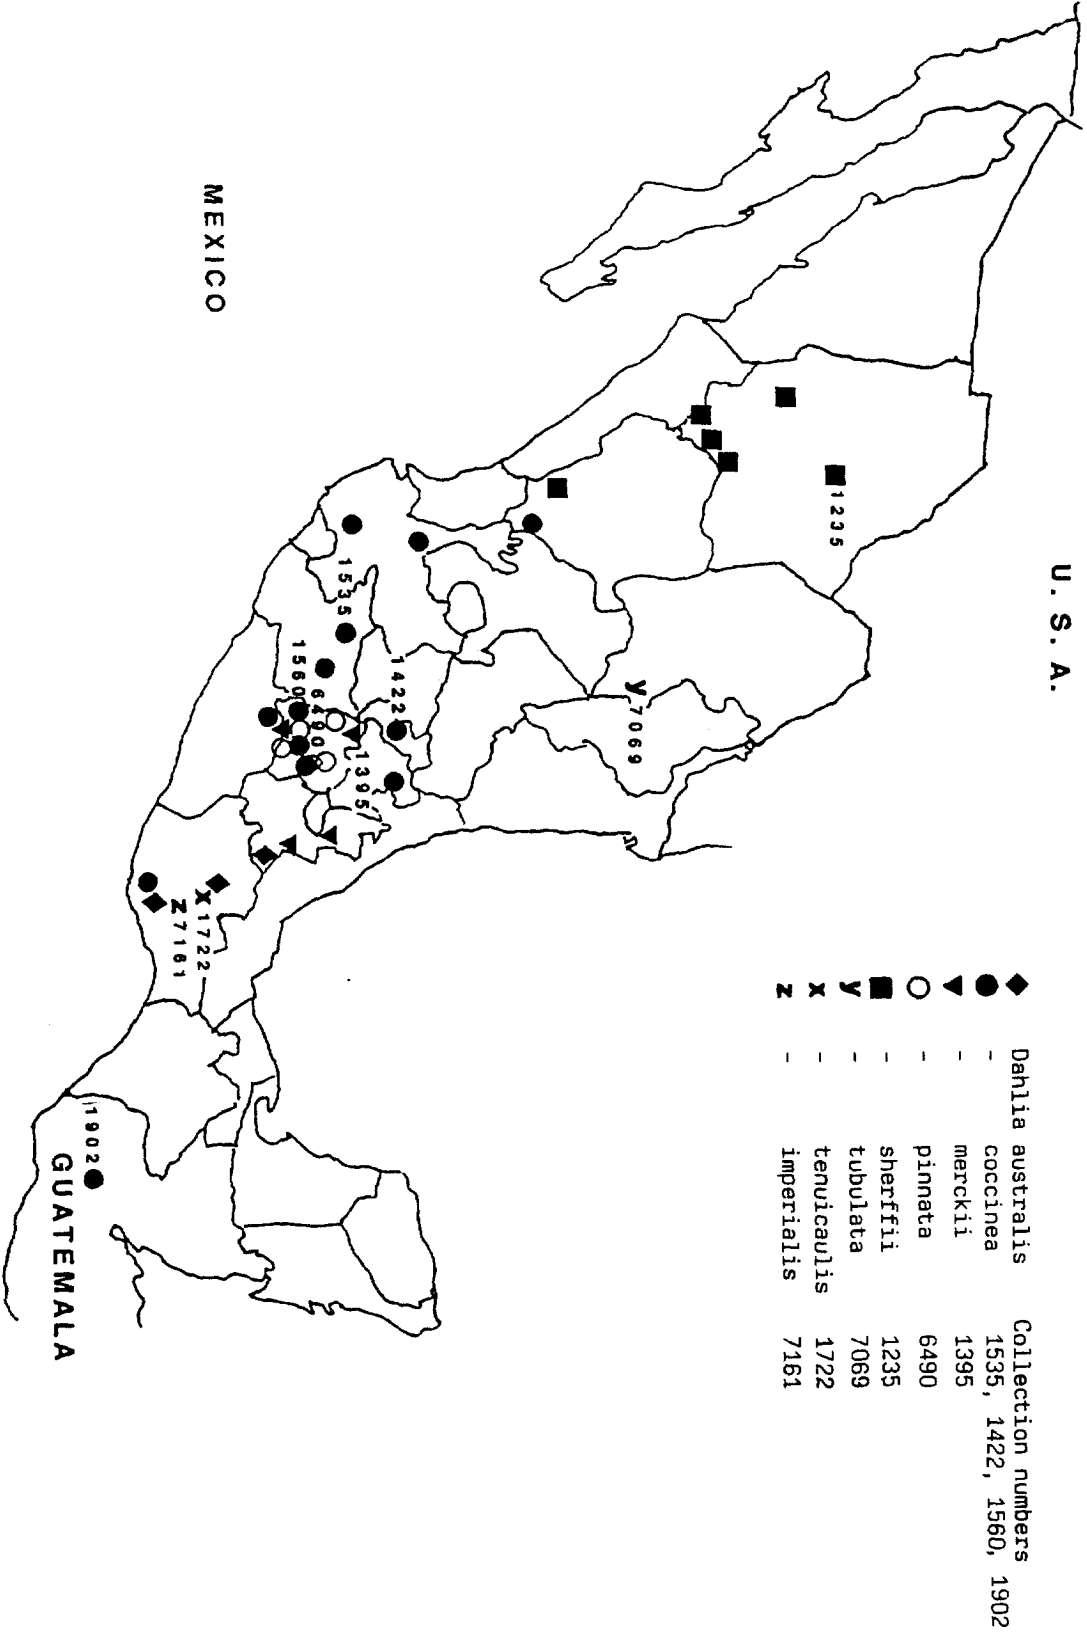 U. S. A.
MEXICO
GUATEMALA
1235
y 7069
1535
1422
1560
6490
1395
x 1722
z 7161
1902
Dahlia australis Collection numbers
- coccinea 1535, 1422, 1560, 1902
- merckii 1395
- pinnata 6490
- sherffii 1235
y - tubulata 7069
x - tenuicaulis 1722
z - imperialis 7161